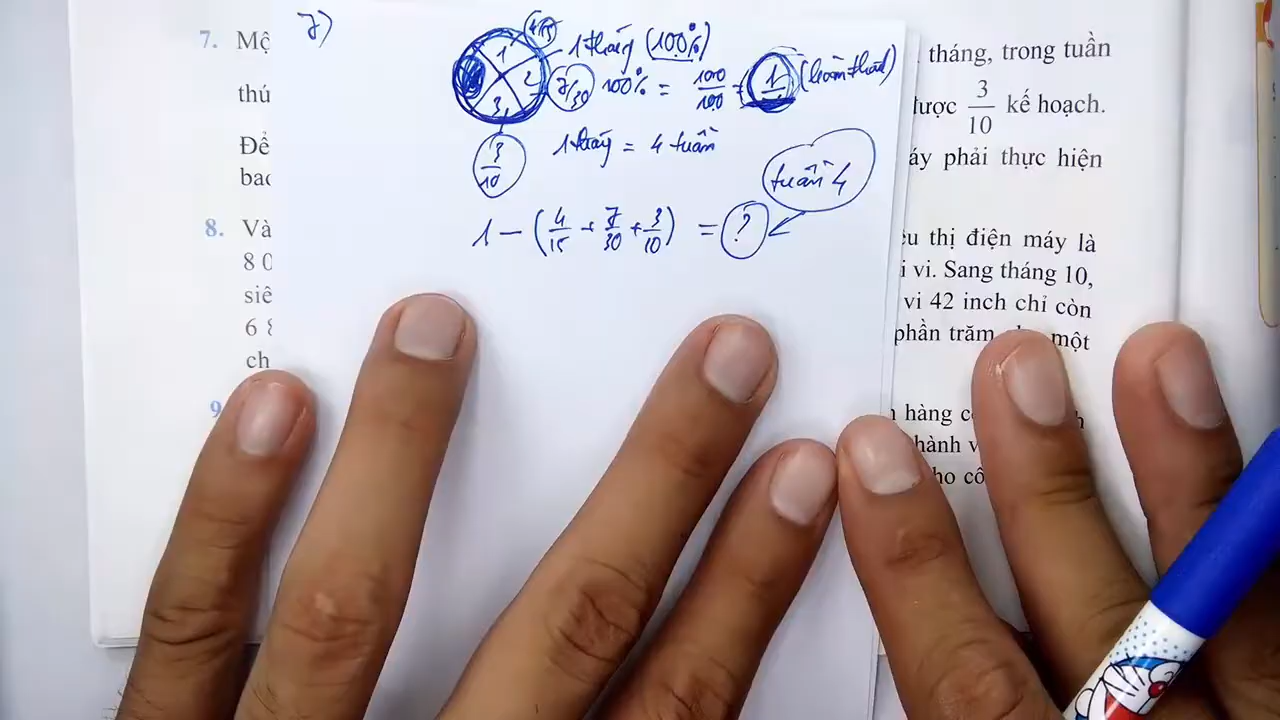 7. Mộ
thú
Để
bac
8. Và
8 0
siê
6 8
ch
9
7)
4/15
1
2
3
1 tháng (100%)
7/30 100% = 100/100 = 1 (hoàn thành)
3/10
1 tháng = 4 tuần
tuần 4
1 - (4/15 + 7/30 + 3/10) = ?
tháng, trong tuần
được 3/10 kế hoạch.
áy phải thực hiện
êu thị điện máy là
i vi. Sang tháng 10,
vi 42 inch chỉ còn
phần trăm một
hàng c
hành v
ho cô